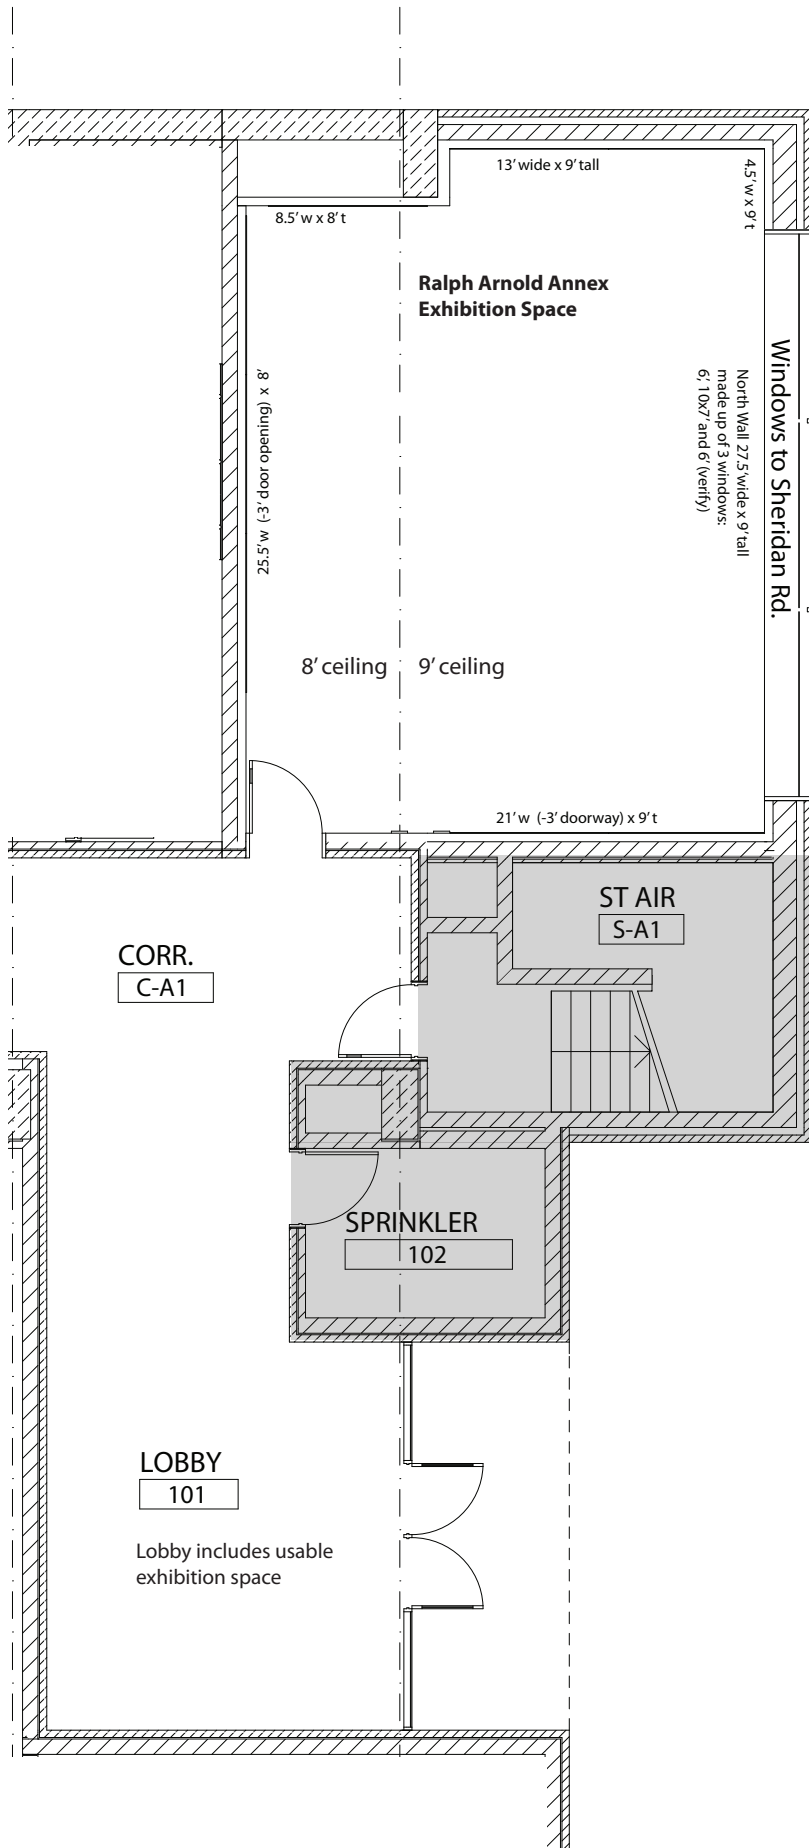 13’ wide x 9’ tall
4.5’ w x 9’ t
8.5’ w x 8’ t
Ralph Arnold Annex
Exhibition Space
Windows to Sheridan Rd.
North Wall 27.5’ wide x 9’ tall
made up of 3 windows:
6’, 10x7’ and 6’ (verify)
25.5’ w (-3’ door opening) x 8’
8’ ceiling
9’ ceiling
21’ w (-3’ doorway) x 9’ t
ST AIR
S-A1
CORR.
C-A1
SPRINKLER
102
LOBBY
101
Lobby includes usable
exhibition space